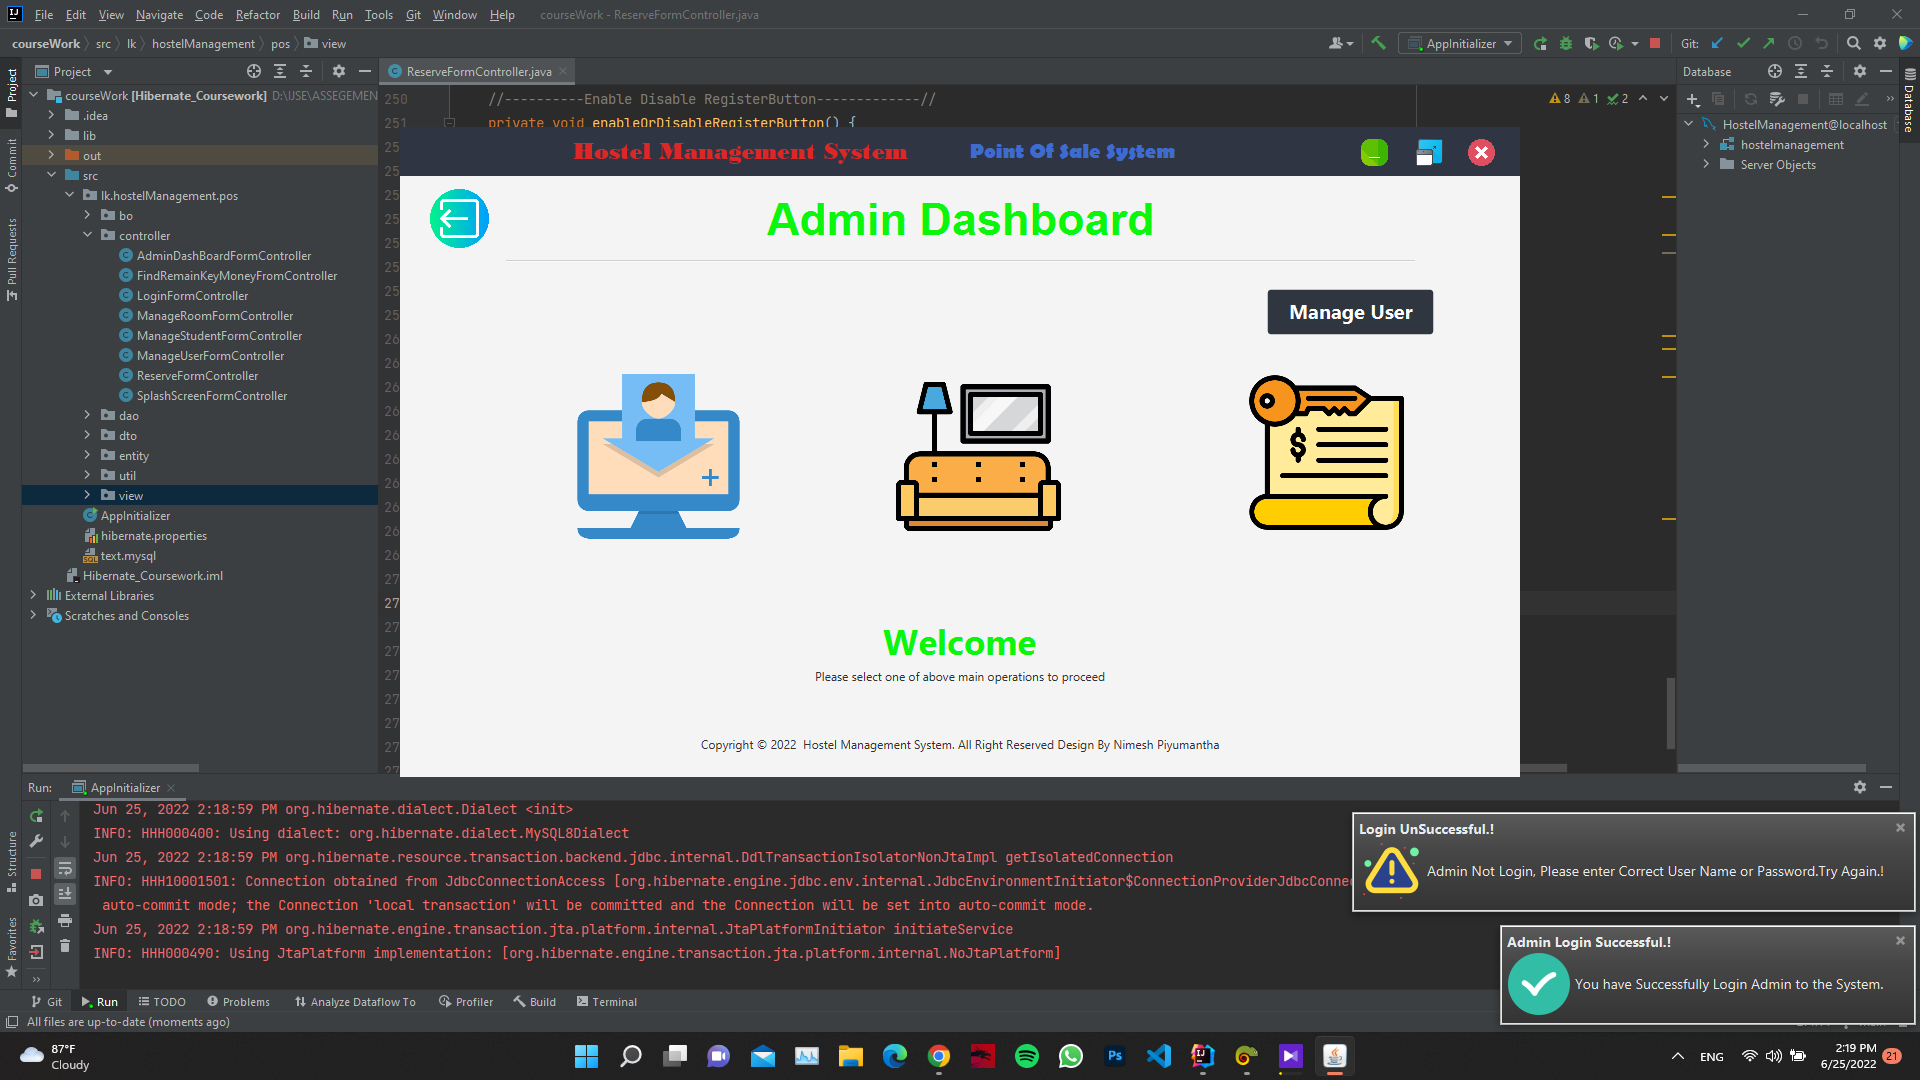 File Edit View Navigate Code Refactor Build Run Tools Git Window Help courseWork - ReserveFormController.java
courseWork src lk hostelManagement pos view
AppInitializer Git:
Project
ReserveFormController.java
Database
courseWork [Hibernate_Coursework] D:\IJSE\ASSEGEMEN
.idea
lib
out
src
lk.hostelManagement.pos
bo
controller
AdminDashBoardFormController
FindRemainKeyMoneyFromController
LoginFormController
ManageRoomFormController
ManageStudentFormController
ManageUserFormController
ReserveFormController
SplashScreenFormController
dao
dto
entity
util
view
AppInitializer
hibernate.properties
text.mysql
Hibernate_Coursework.iml
External Libraries
Scratches and Consoles
Project
Commit
Pull Requests
Structure
Favorites
250 //----------Enable Disable RegisterButton-------------//
251 private void enableOrDisableRegisterButton() {
8 1 2
HostelManagement@localhost
hostelmanagement
Server Objects
Database
Hostel Management System Point Of Sale System
Admin Dashboard
Manage User
$
Welcome
Please select one of above main operations to proceed
Copyright © 2022 Hostel Management System. All Right Reserved Design By Nimesh Piyumantha
Run: AppInitializer
Jun 25, 2022 2:18:59 PM org.hibernate.dialect.Dialect <init>
INFO: HHH000400: Using dialect: org.hibernate.dialect.MySQL8Dialect
Jun 25, 2022 2:18:59 PM org.hibernate.resource.transaction.backend.jdbc.internal.DdlTransactionIsolatorNonJtaImpl getIsolatedConnection
INFO: HHH10001501: Connection obtained from JdbcConnectionAccess [org.hibernate.engine.jdbc.env.internal.JdbcEnvironmentInitiator$ConnectionProviderJdbcConnec
auto-commit mode; the Connection 'local transaction' will be committed and the Connection will be set into auto-commit mode.
Jun 25, 2022 2:18:59 PM org.hibernate.engine.transaction.jta.platform.internal.JtaPlatformInitiator initiateService
INFO: HHH000490: Using JtaPlatform implementation: [org.hibernate.engine.transaction.jta.platform.internal.NoJtaPlatform]
Login UnSuccessful.!
Admin Not Login, Please enter Correct User Name or Password.Try Again.!
Admin Login Successful.!
You have Successfully Login Admin to the System.
Git Run TODO Problems Analyze Dataflow To Profiler Build Terminal
All files are up-to-date (moments ago)
87°F
Cloudy
Ps
ENG
2:19 PM
6/25/2022
21